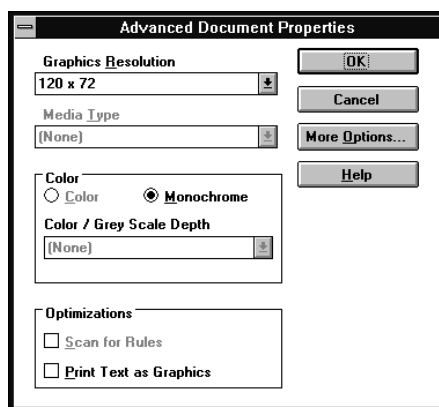 Advanced Document Properties
Graphics Resolution
120 x 72
Media Type
(None)
Color
Color
Monochrome
Color / Grey Scale Depth
(None)
Optimizations
Scan for Rules
Print Text as Graphics
OK
Cancel
More Options...
Help